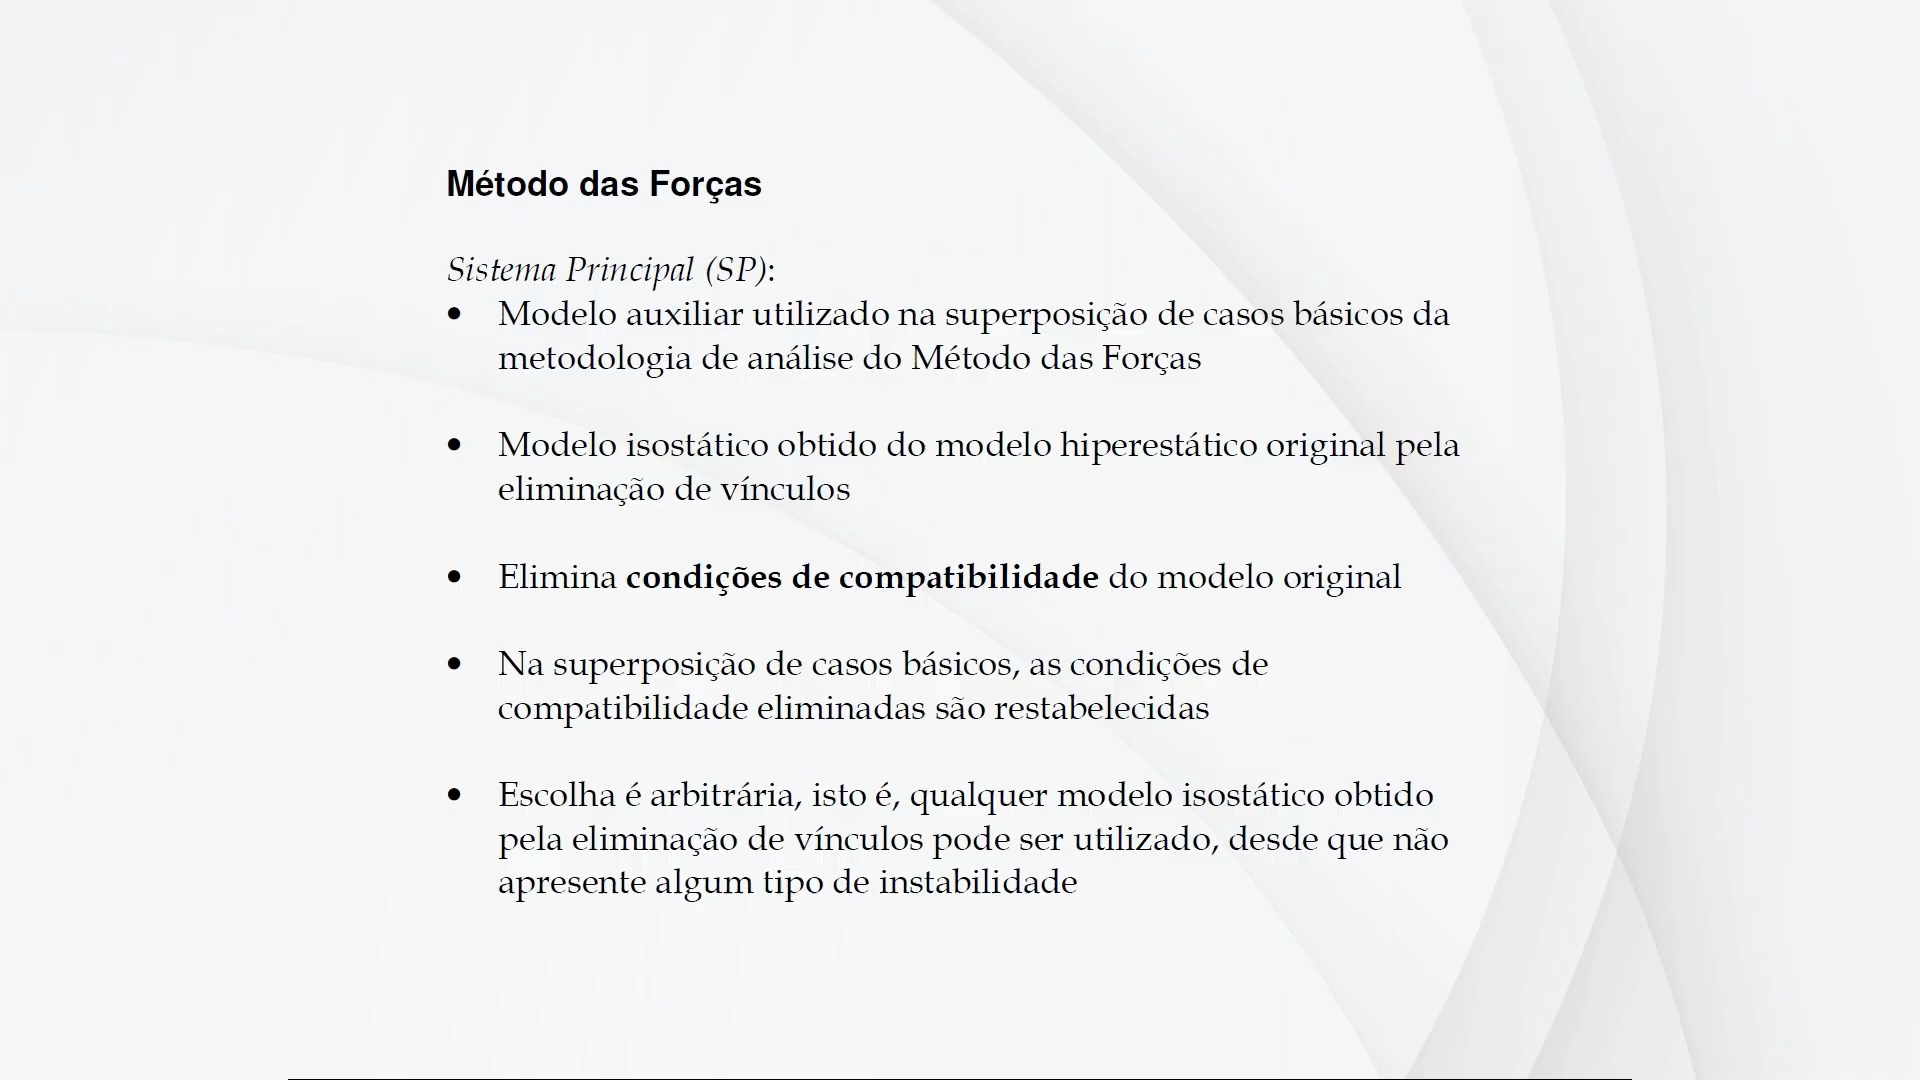 Método das Forças
Sistema Principal (SP):
• Modelo auxiliar utilizado na superposição de casos básicos da
metodologia de análise do Método das Forças
• Modelo isostático obtido do modelo hiperestático original pela
eliminação de vínculos
• Elimina condições de compatibilidade do modelo original
• Na superposição de casos básicos, as condições de
compatibilidade eliminadas são restabelecidas
• Escolha é arbitrária, isto é, qualquer modelo isostático obtido
pela eliminação de vínculos pode ser utilizado, desde que não
apresente algum tipo de instabilidade